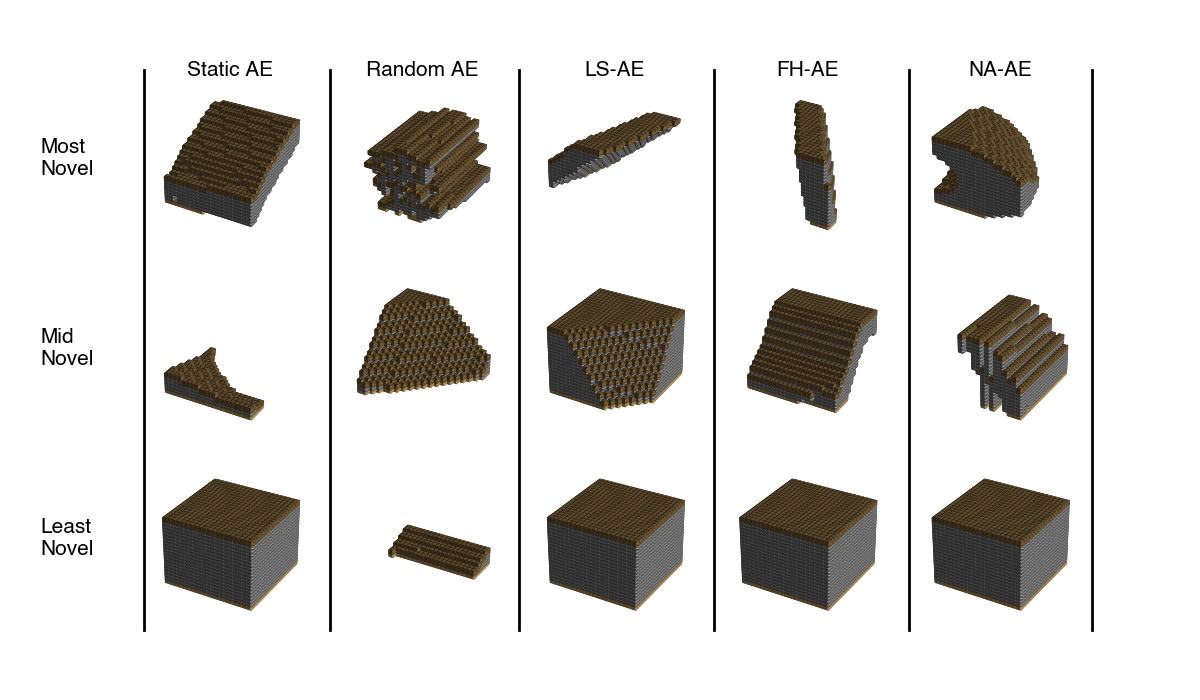 Static AE
Random AE
LS-AE
FH-AE
NA-AE
Most
Novel
Mid
Novel
Least
Novel